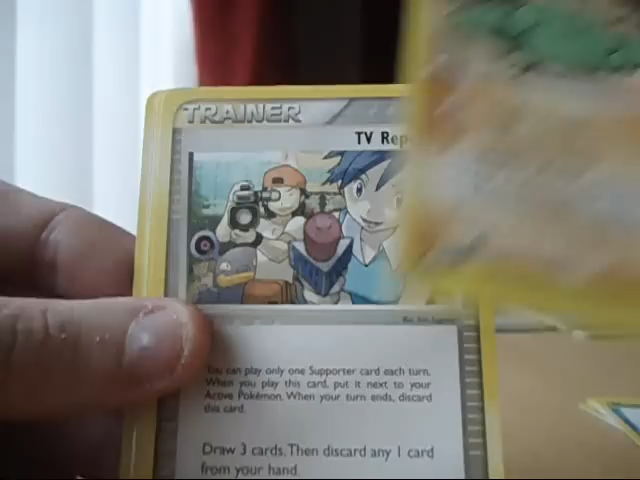 TRAINER
TV Rep
You can play only one Supporter card each turn.
When you play this card, put it next to your
Active Pokémon. When your turn ends, discard
this card.
Draw 3 cards. Then discard any 1 card
from your hand.